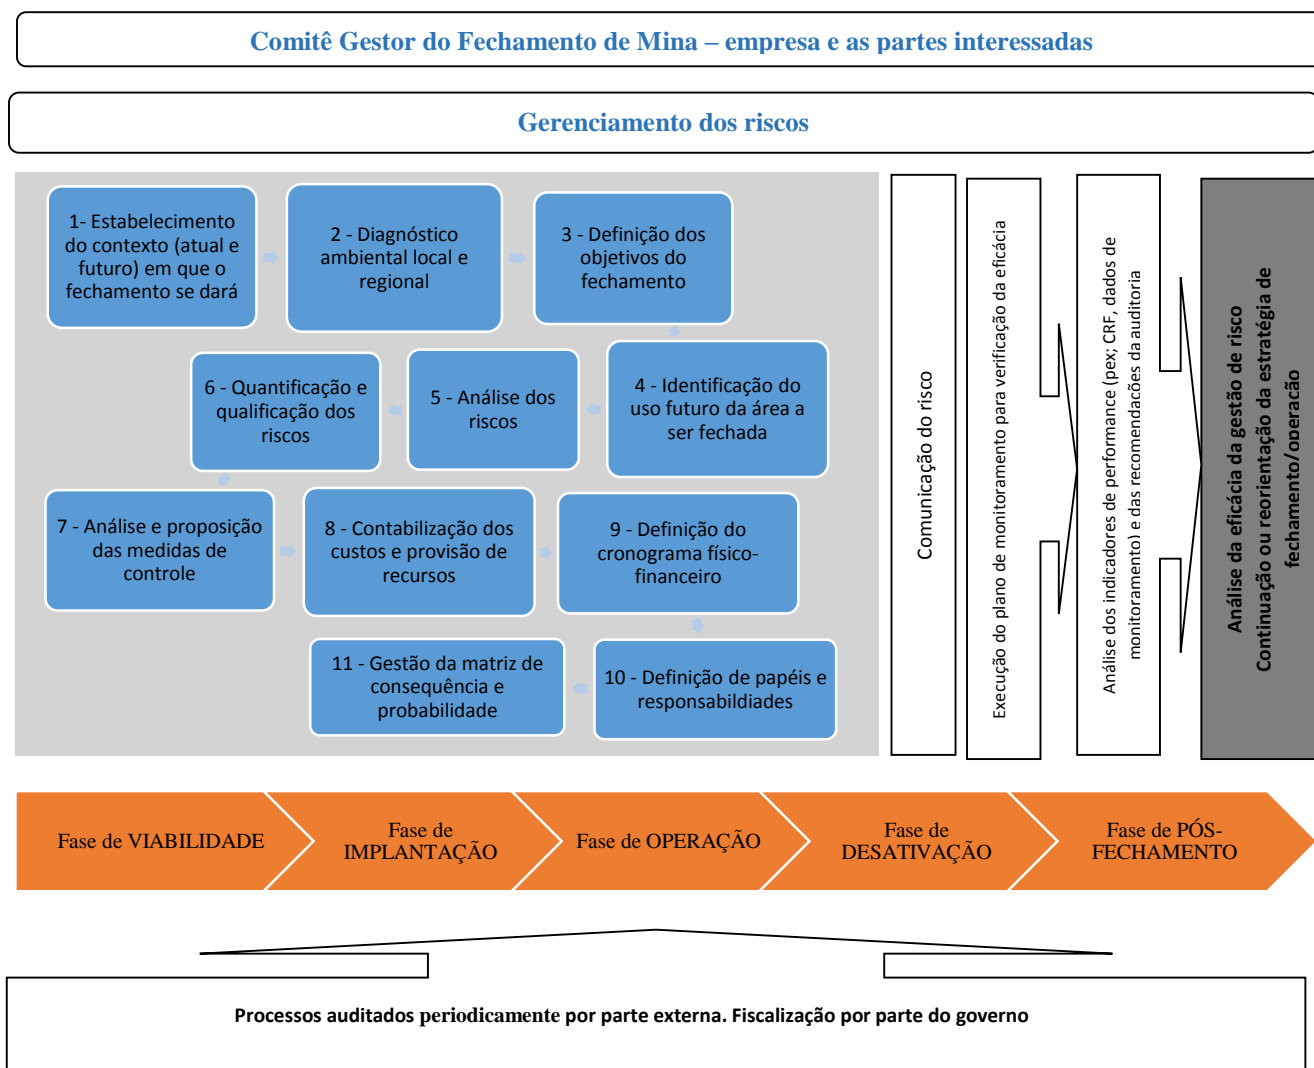 Comitê Gestor do Fechamento de Mina – empresa e as partes interessadas
Gerenciamento dos riscos
1- Estabelecimento
do contexto (atual e
futuro) em que o
fechamento se dará
2 - Diagnóstico
ambiental local e
regional
3 - Definição dos
objetivos do
fechamento
4 - Identificação do
uso futuro da área a
ser fechada
5 - Análise dos
riscos
6 - Quantificação e
qualificação dos
riscos
7 - Análise e proposição
das medidas de
controle
8 - Contabilização dos
custos e provisão de
recursos
9 - Definição do
cronograma físico-
financeiro
10 - Definição de papéis e
responsabildiades
11 - Gestão da matriz de
consequência e
probabilidade
Comunicação do risco
Execução do plano de monitoramento para verificação da eficácia
Análise dos indicadores de performance (pex; CRF, dados de
monitoramento) e das recomendações da auditoria
Análise da eficácia da gestão de risco
Continuação ou reorientação da estratégia de
fechamento/operação
Fase de VIABILIDADE
Fase de
IMPLANTAÇÃO
Fase de OPERAÇÃO
Fase de
DESATIVAÇÃO
Fase de PÓS-
FECHAMENTO
Processos auditados periodicamente por parte externa. Fiscalização por parte do governo